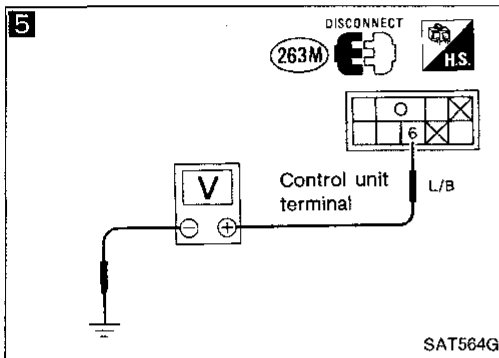 5
DISCONNECT
263M
H.S.
6
V
Control unit
terminal
L/B
− +
SAT564G